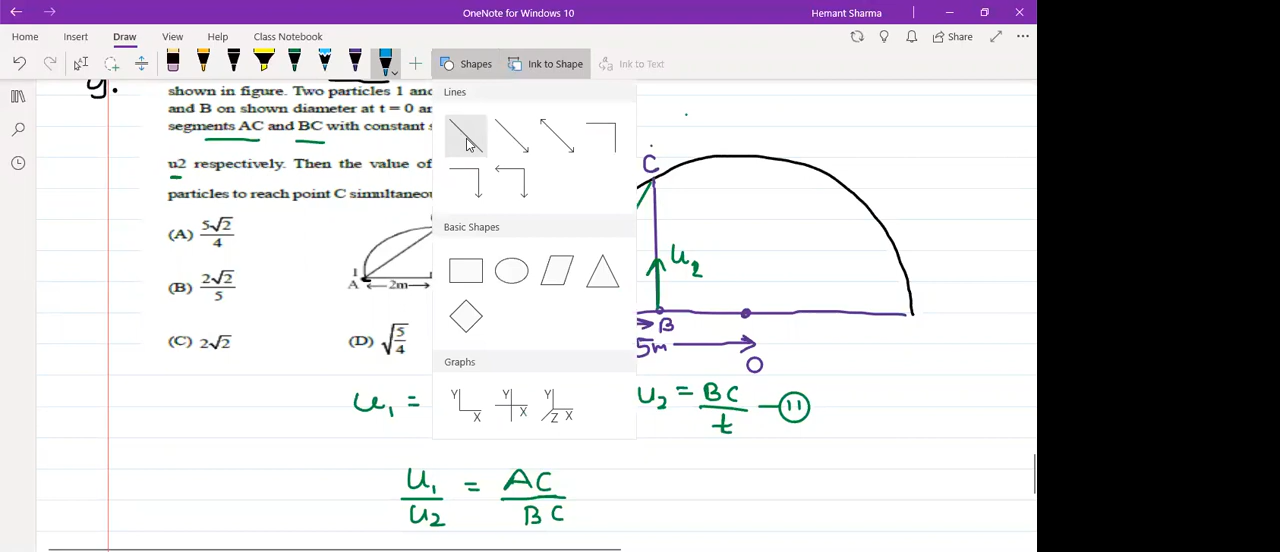 OneNote for Windows 10
Hemant Sharma
Home Insert Draw View Help Class Notebook
Share
Shapes Ink to Shape Ink to Text
Lines
Basic Shapes
Graphs
Y X
Y X
Y Z X
9.
shown in figure. Two particles 1 and
and B on shown diameter at t = 0 a
segments AC and BC with constant s
u2 respectively. Then the value of
particles to reach point C simultaneou
(A) 5√2/4
(B) 2√2/5
(C) 2√2
(D) √(5/4)
1
A ←2m→
C
U₂
B
5m
O
U₁ =
U₂ = BC/t — (11)
U₁/U₂ = AC/BC